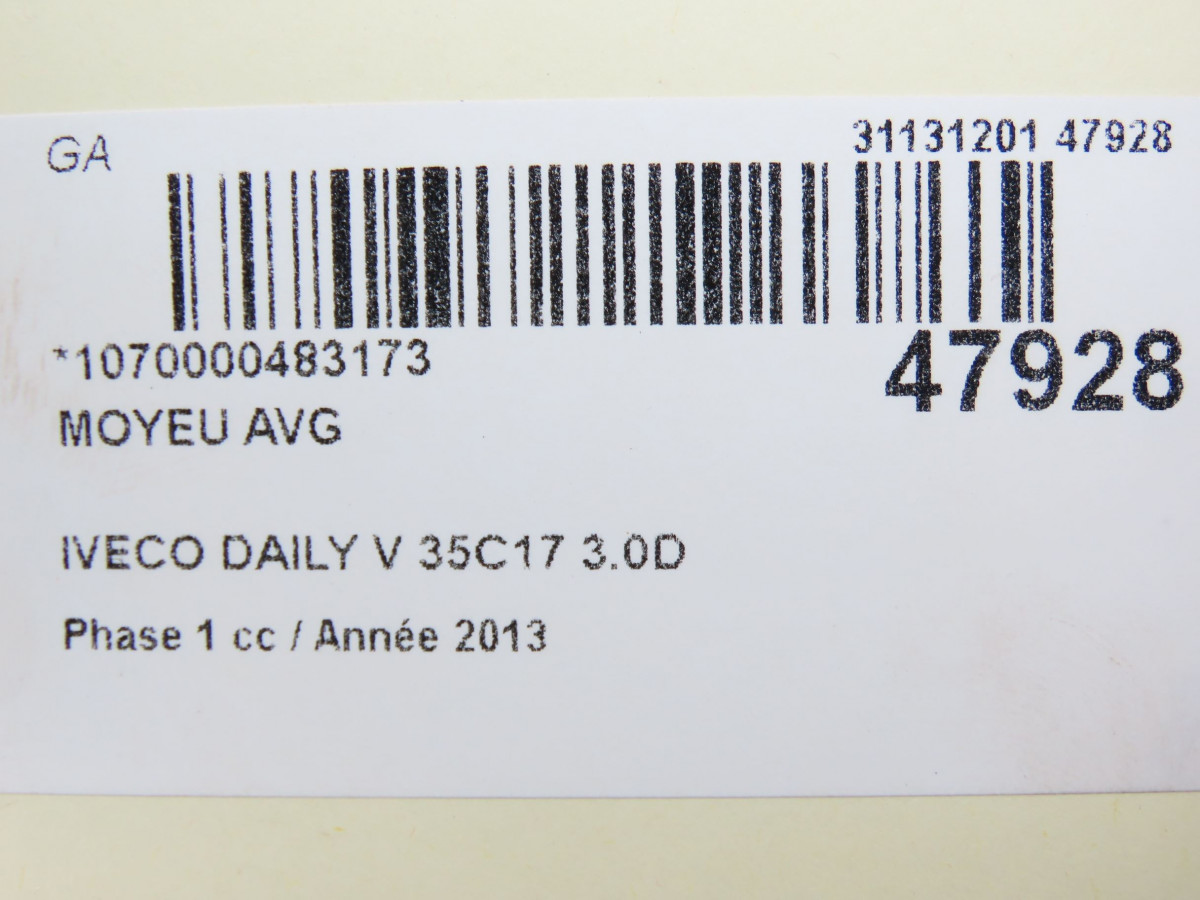 GA
31131201 47928
*1070000483173
47928
MOYEU AVG
IVECO DAILY V 35C17 3.0D
Phase 1 cc / Année 2013